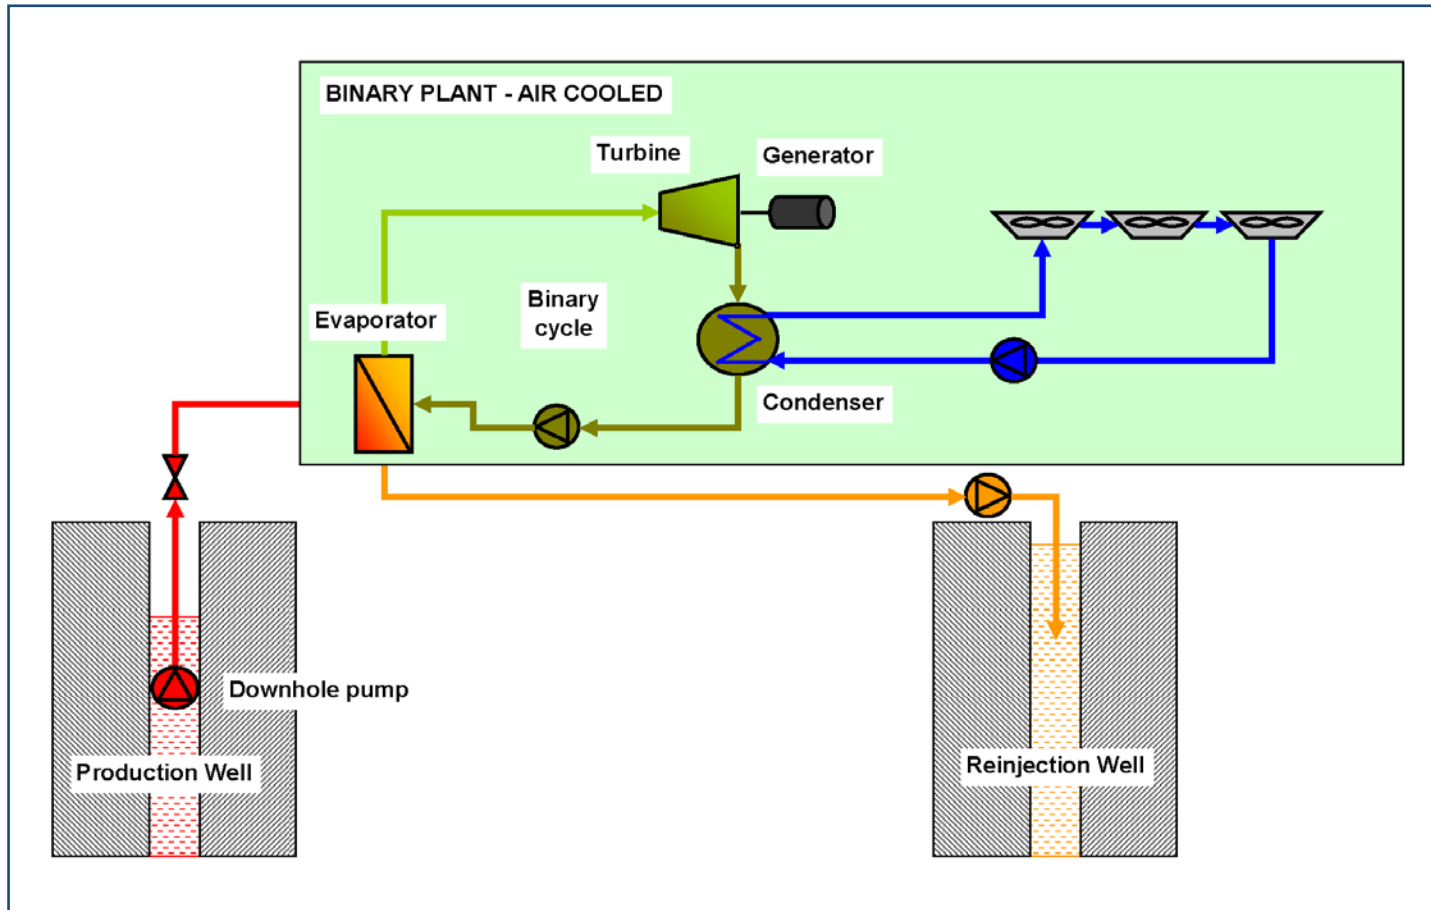 BINARY PLANT - AIR COOLED
Turbine
Generator
Binary
cycle
Evaporator
Condenser
Downhole pump
Production Well
Reinjection Well